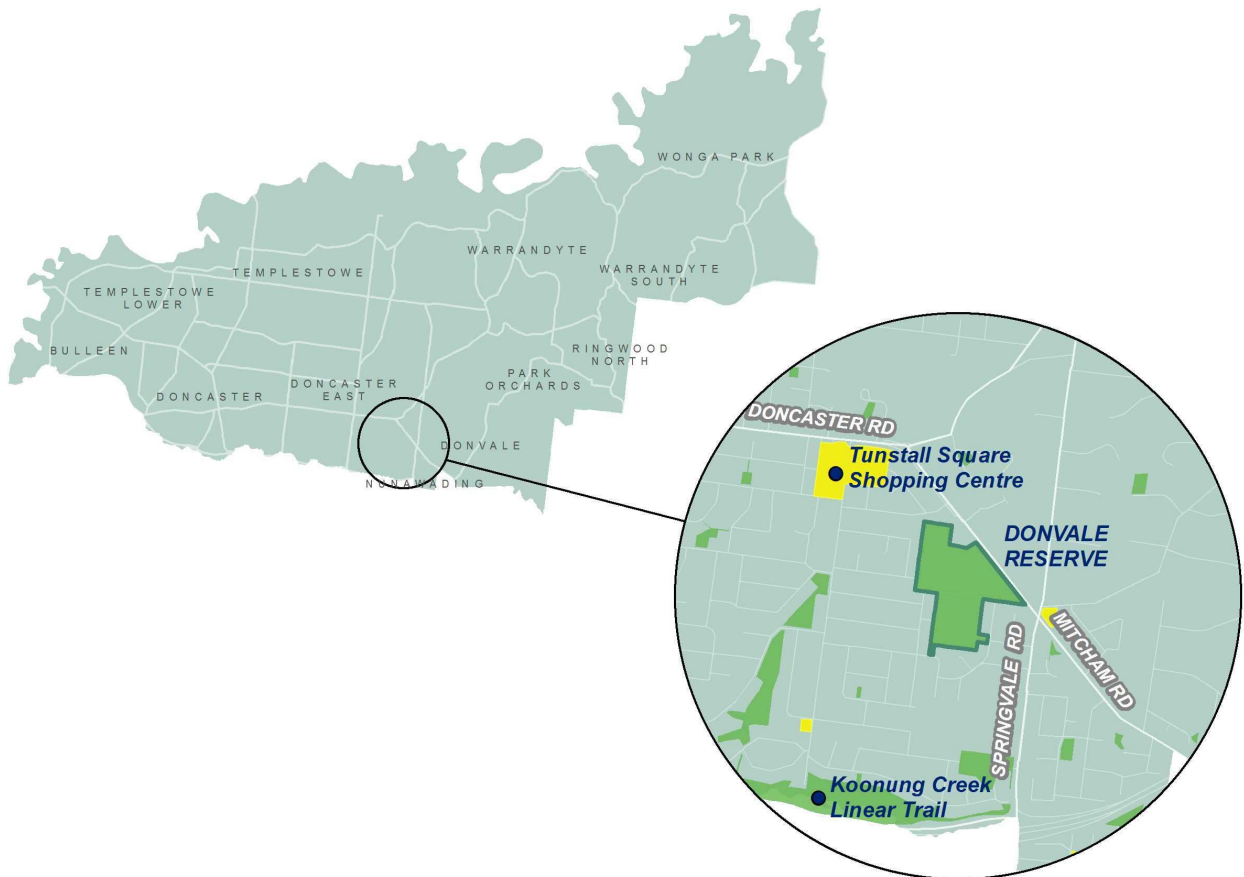 WONGA PARK
WARRANDYTE
TEMPLESTOWE
WARRANDYTE
SOUTH
TEMPLESTOWE
LOWER
BULLEEN
RINGWOOD
NORTH
PARK
ORCHARDS
DONCASTER
EAST
DONCASTER
DONVALE
NUNAWADING
DONCASTER RD
Tunstall Square
Shopping Centre
DONVALE
RESERVE
SPRINGVALE RD
MITCHAM RD
Koonung Creek
Linear Trail